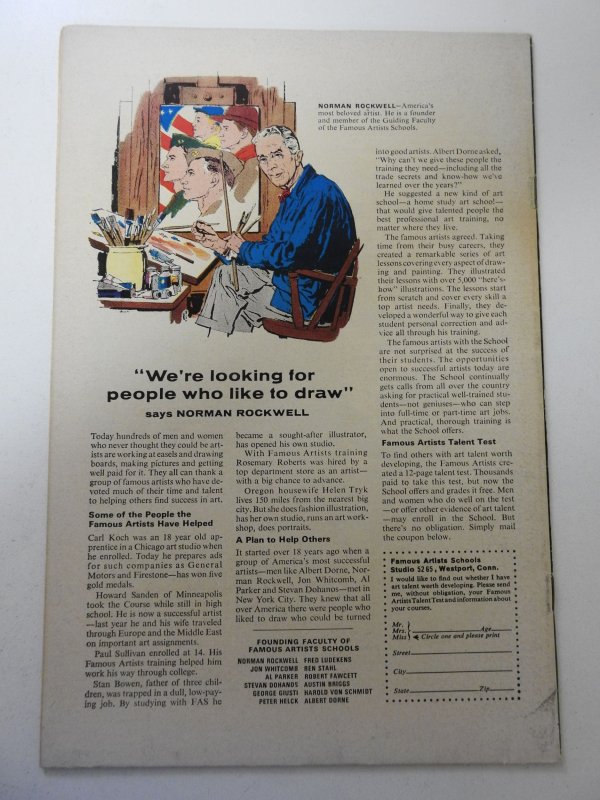 NORMAN ROCKWELL—America's
most beloved artist. He is a founder
and member of the Guiding Faculty
of the Famous Artists Schools.
"We're looking for
people who like to draw"
says NORMAN ROCKWELL
Today hundreds of men and women
who never thought they could be art-
ists are working at easels and drawing
boards, making pictures and getting
well paid for it. They all can thank a
group of famous artists who have de-
voted much of their time and talent
to helping others find success in art.
Some of the People the
Famous Artists Have Helped
Carl Koch was an 18 year old ap-
prentice in a Chicago art studio when
he enrolled. Today he prepares ads
for such companies as General
Motors and Firestone—has won five
gold medals.
Howard Sanden of Minneapolis
took the Course while still in high
school. He is now a successful artist
—last year he and his wife traveled
through Europe and the Middle East
on important art assignments.
Paul Sullivan enrolled at 14. His
Famous Artists training helped him
work his way through college.
Stan Bowen, father of three chil-
dren, was trapped in a dull, low-pay-
ing job. By studying with FAS he
became a sought-after illustrator,
has opened his own studio.
With Famous Artists training
Rosemary Roberts was hired by a
top department store as an artist—
with a big chance to advance.
Oregon housewife Helen Tryk
lives 150 miles from the nearest big
city. But she does fashion illustration,
has her own studio, runs an art work-
shop, does portraits.
A Plan to Help Others
It started over 18 years ago when a
group of America's most successful
artists—men like Albert Dorne, Nor-
man Rockwell, Jon Whitcomb, Al
Parker and Stevan Dohanos—met in
New York City. They knew that all
over America there were people who
liked to draw who could be turned
FOUNDING FACULTY OF
FAMOUS ARTISTS SCHOOLS
NORMAN ROCKWELL FRED LUDEKENS
JON WHITCOMB BEN STAHL
AL PARKER ROBERT FAWCETT
STEVAN DOHANOS AUSTIN BRIGGS
GEORGE GIUSTI HAROLD VON SCHMIDT
PETER HELCK ALBERT DORNE
into good artists. Albert Dorne asked,
"Why can't we give these people the
training they need—including all the
trade secrets and know-how we've
learned over the years?"
He suggested a new kind of art
school—a home study art school—
that would give talented people the
best professional art training, no
matter where they live.
The famous artists agreed. Taking
time from their busy careers, they
created a remarkable series of art
lessons covering every aspect of draw-
ing and painting. They illustrated
their lessons with over 5,000 "here's-
how" illustrations. The lessons start
from scratch and cover every skill a
top artist needs. Finally, they de-
veloped a wonderful way to give each
student personal correction and ad-
vice all through his training.
The famous artists with the School
are not surprised at the success of
their students. The opportunities
open to successful artists today are
enormous. The School continually
gets calls from all over the country
asking for practical well-trained stu-
dents—not geniuses—who can step
into full-time or part-time art jobs.
And practical, thorough training is
what the School offers.
Famous Artists Talent Test
To find others with art talent worth
developing, the Famous Artists cre-
ated a 12-page talent test. Thousands
paid to take this test, but now the
School offers and grades it free. Men
and women who do well on the test
—or offer other evidence of art talent
—may enroll in the School. But
there's no obligation. Simply mail
the coupon below.
Famous Artists Schools
Studio 5265, Westport, Conn.
I would like to find out whether I have
art talent worth developing. Please send
me, without obligation, your Famous
Artists Talent Test and information about
your courses.
Mr.
Mrs. Age
Miss Circle one and please print
Street
City
State Zip